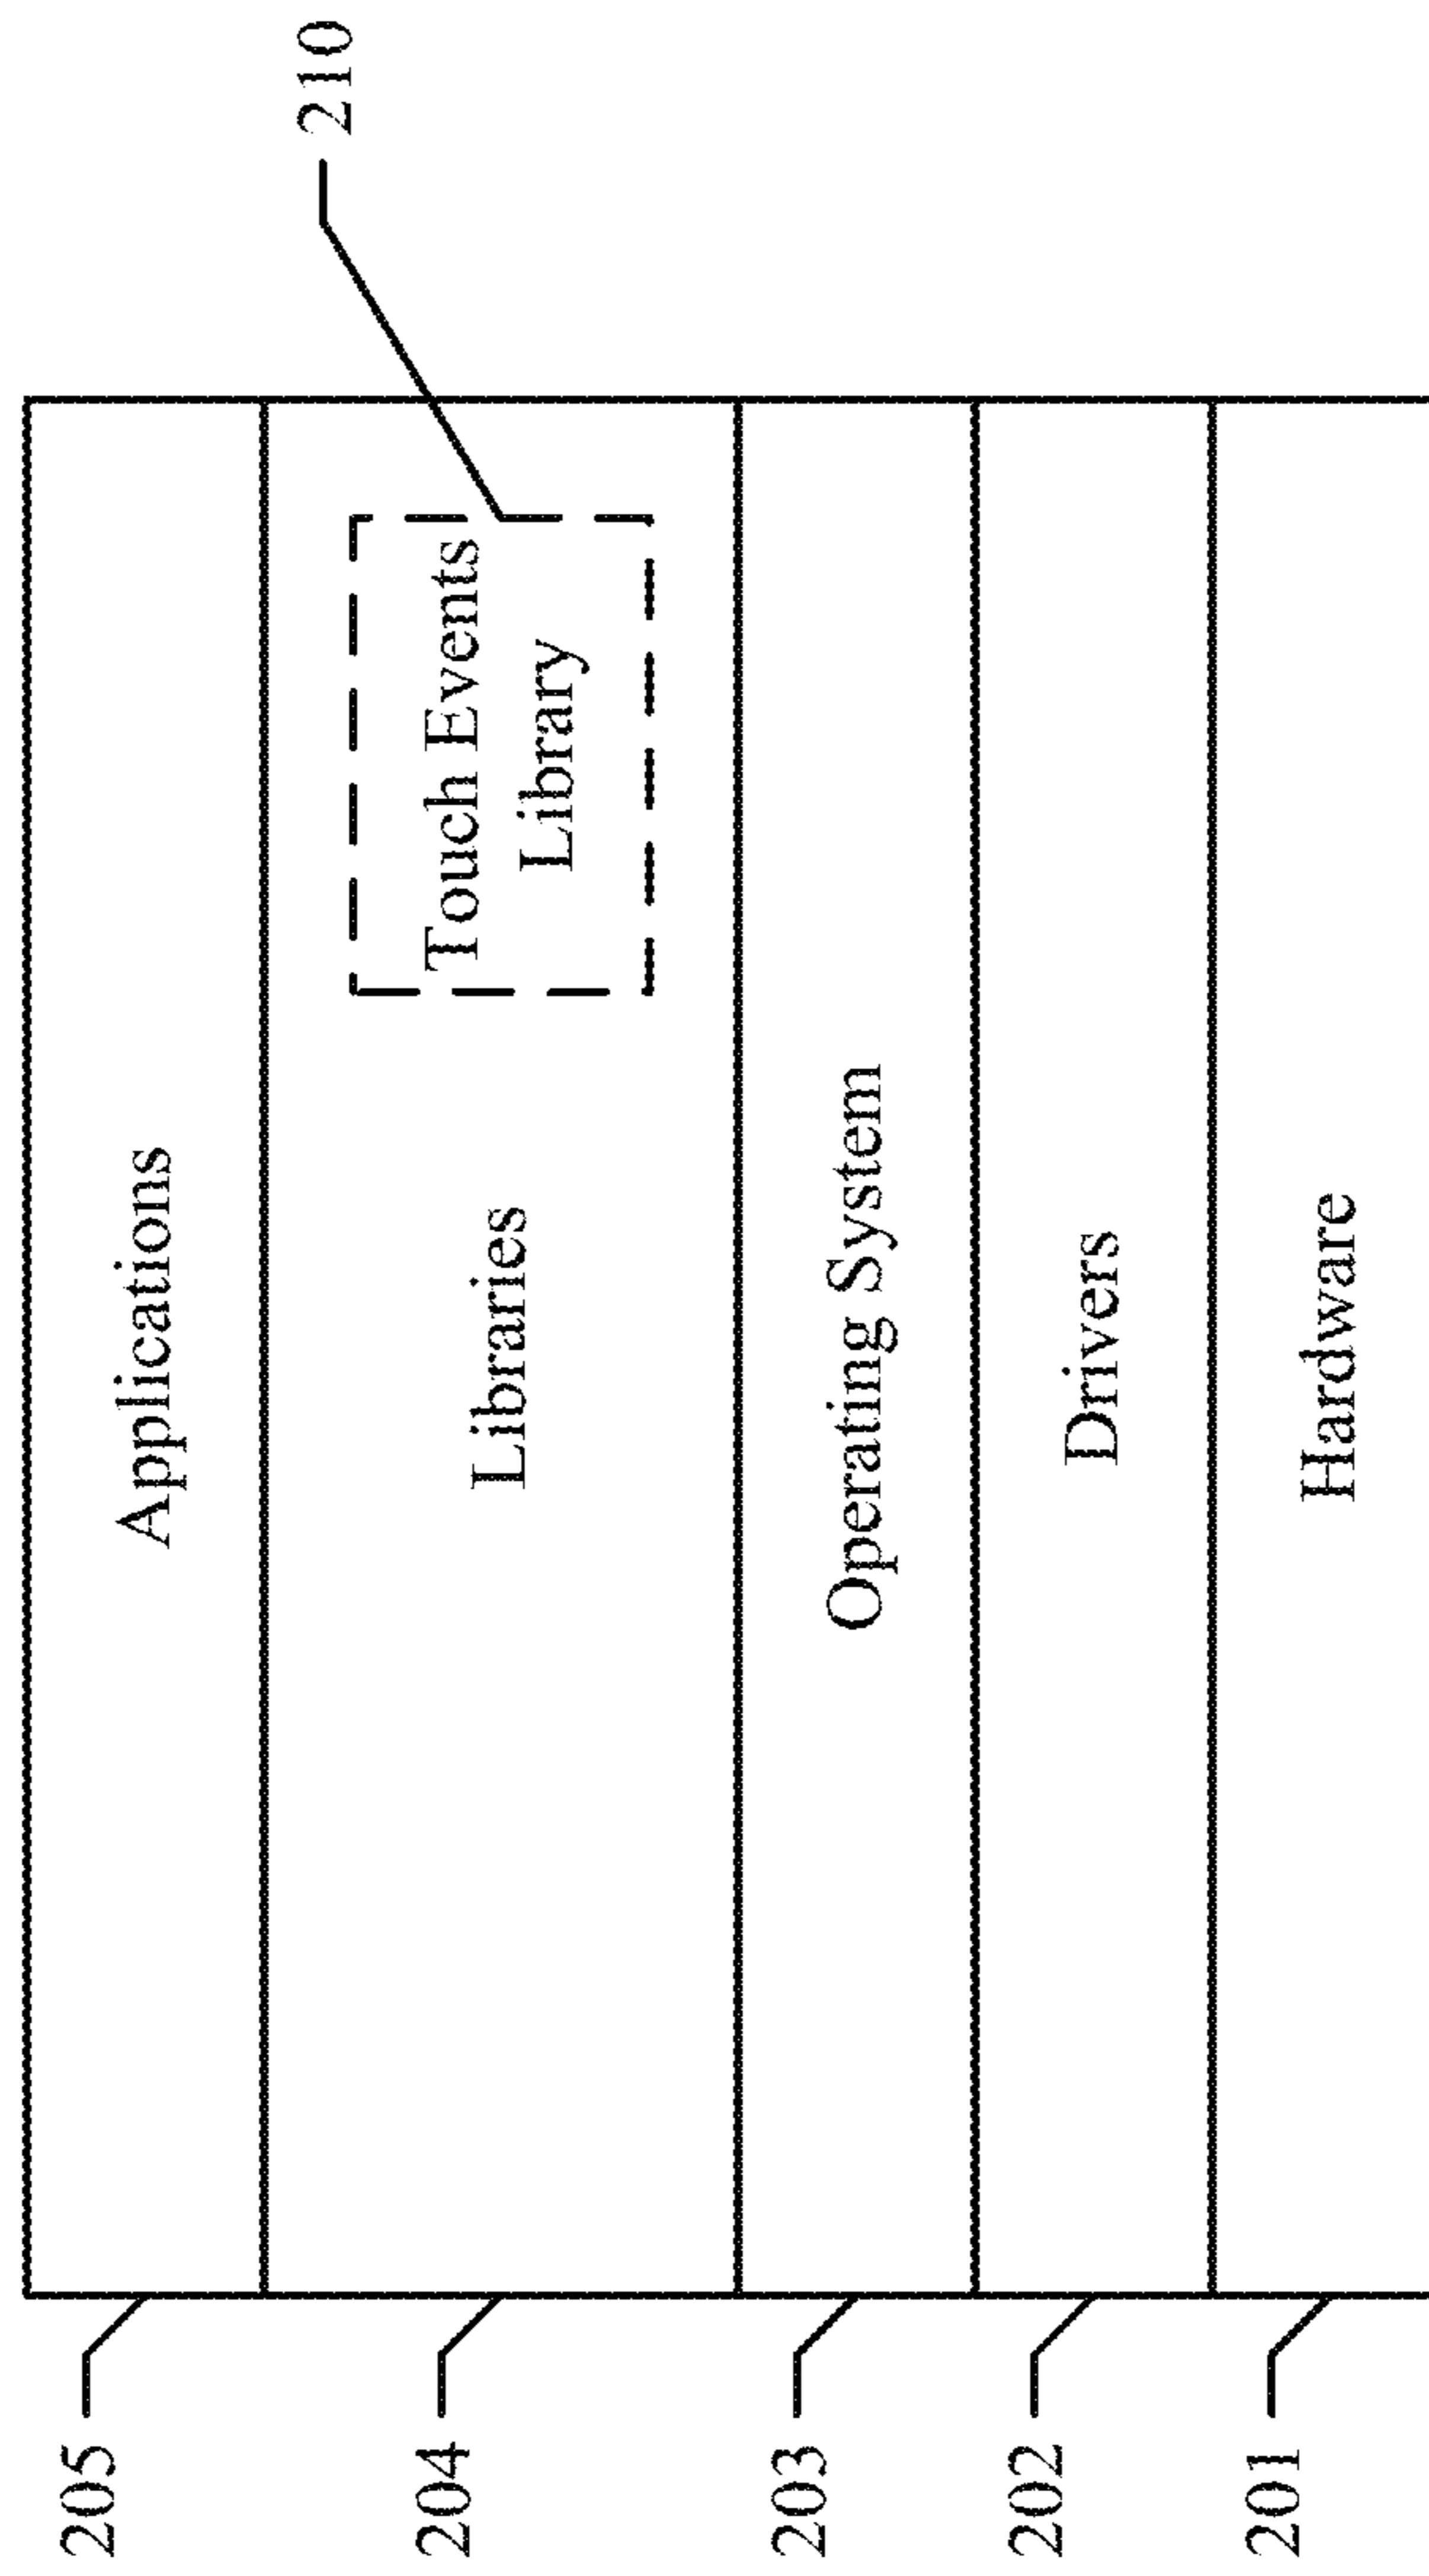 205
Applications
210
204
Libraries
Touch Events
Library
203
Operating System
202
Drivers
201
Hardware